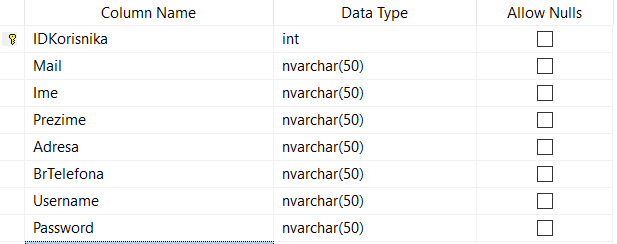 Column Name Data Type Allow Nulls
IDKorisnika int
Mail nvarchar(50)
Ime nvarchar(50)
Prezime nvarchar(50)
Adresa nvarchar(50)
BrTelefona nvarchar(50)
Username nvarchar(50)
Password nvarchar(50)